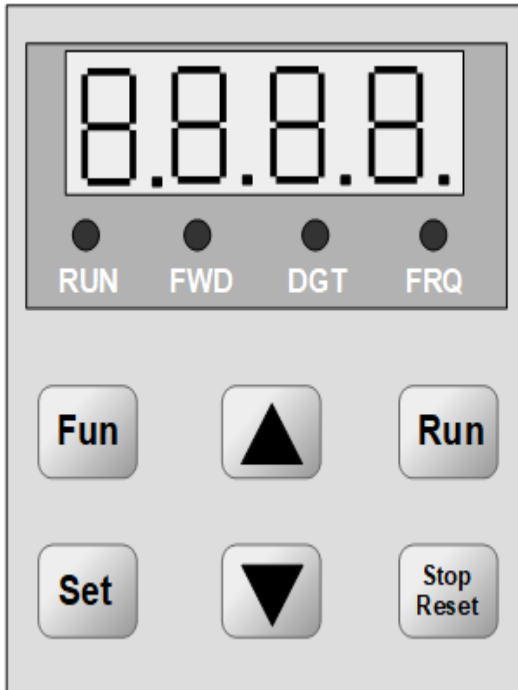 8.8.8.8.
RUN FWD DGT FRQ
Fun
Run
Set
Stop
Reset